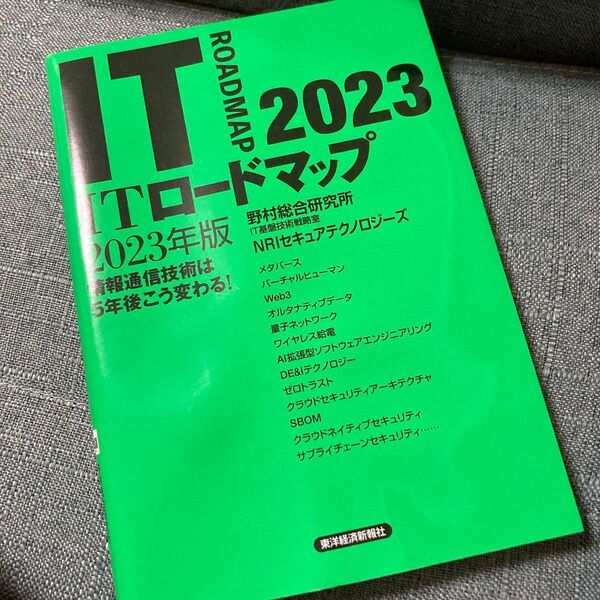 IT
ROADMAP
2023
ITロードマップ
2023年版
情報通信技術は
5年後こう変わる!
野村総合研究所
IT基盤技術戦略室
NRIセキュアテクノロジーズ
メタバース
バーチャルヒューマン
Web3
オルタナティブデータ
量子ネットワーク
ワイヤレス給電
AI拡張型ソフトウェアエンジニアリング
DE&Iテクノロジー
ゼロトラスト
クラウドセキュリティアーキテクチャ
SBOM
クラウドネイティブセキュリティ
サプライチェーンセキュリティ……
東洋経済新報社